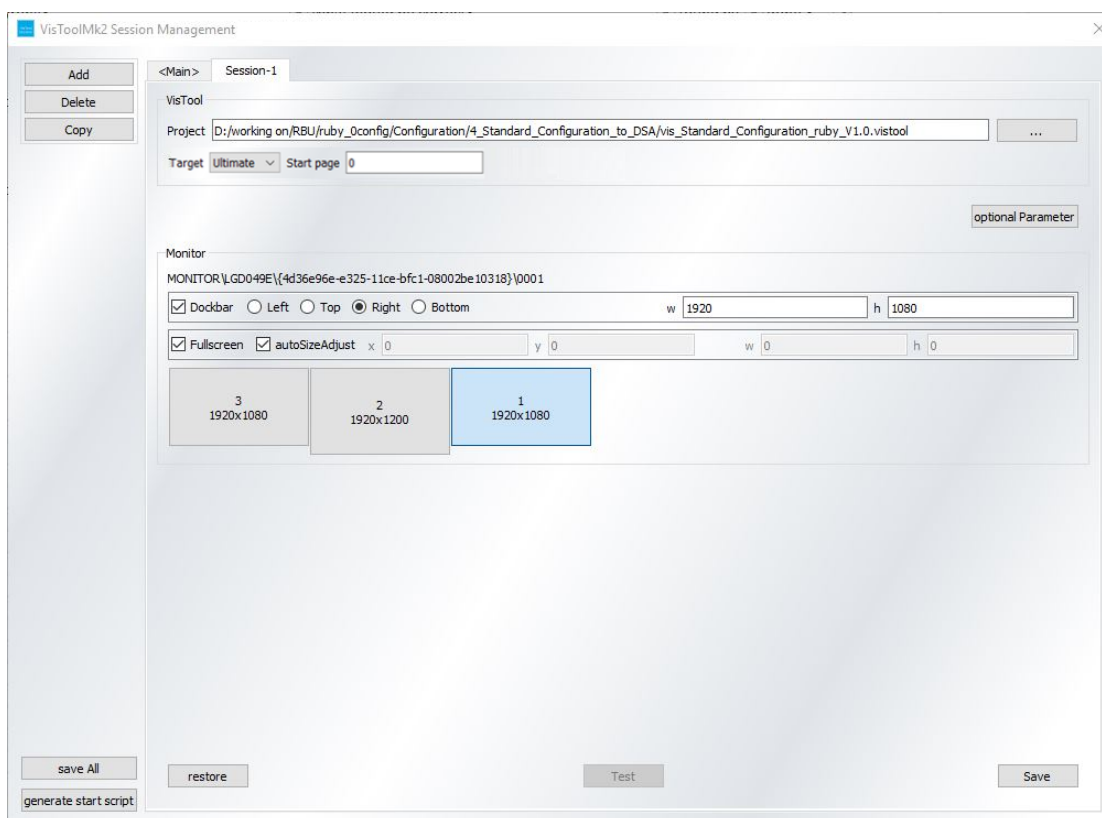 VisToolMk2 Session Management
Add
Delete
Copy
<Main> Session-1
VisTool
Project D:/working on/RBU/ruby_0config/Configuration/4_Standard_Configuration_to_DSA/vis_Standard_Configuration_ruby_V1.0.vistool ...
Target Ultimate Start page 0
optional Parameter
Monitor
MONITOR\LGD049E\{4d36e96e-e325-11ce-bfc1-08002be10318}\0001
Dockbar Left Top Right Bottom w 1920 h 1080
Fullscreen autoSizeAdjust x 0 y 0 w 0 h 0
3
1920x1080
2
1920x1200
1
1920x1080
save All
generate start script
restore Test Save